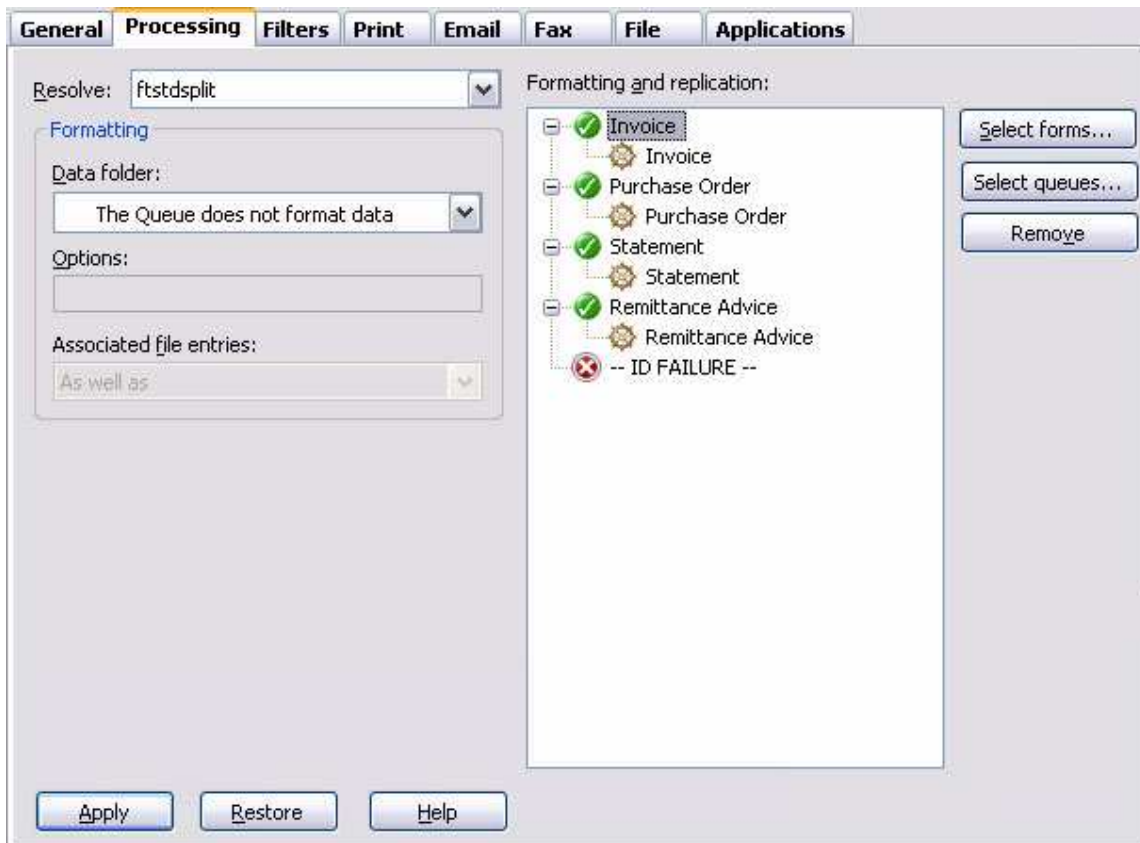 General Processing Filters Print Email Fax File Applications
Resolve: ftstdsplit
Formatting
Data folder:
The Queue does not format data
Options:
Associated file entries:
As well as
Formatting and replication:
Invoice
Invoice
Purchase Order
Purchase Order
Statement
Statement
Remittance Advice
Remittance Advice
-- ID FAILURE --
Select forms...
Select queues...
Remove
Apply Restore Help